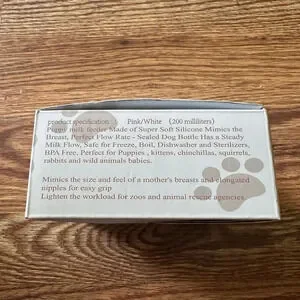 product specification Pink/White (200 milliliters)
Puppy milk feeder Made of Super Soft Silicone Mimics the
Breast, Perfect Flow Rate - Sealed Dog Bottle Has a Steady
Milk Flow, Safe for Freeze, Boil, Dishwasher and Sterilizers,
BPA Free, Perfect for Puppies , kittens, chinchillas, squirrels,
rabbits and wild animals babies.
Mimics the size and feel of a mother's breasts and elongated
nipples for easy grip
Lighten the workload for zoos and animal rescue agencies